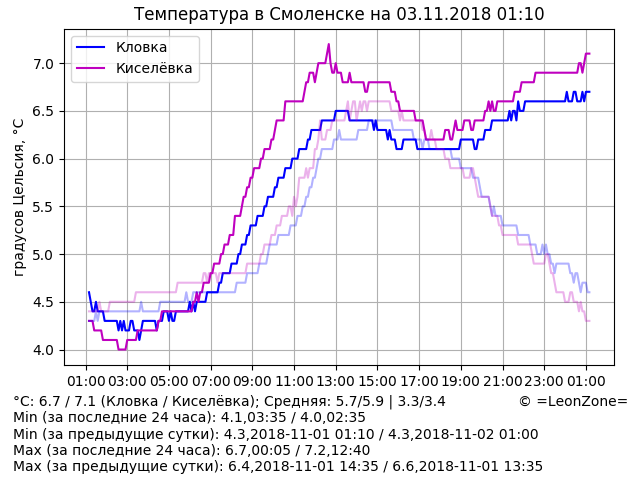 Температура в Смоленске на 03.11.2018 01:10
Кловка
Киселёвка
градусов Цельсия, °C
7.0
6.5
6.0
5.5
5.0
4.5
4.0
01:00 03:00 05:00 07:00 09:00 11:00 13:00 15:00 17:00 19:00 21:00 23:00 01:00
°C: 6.7 / 7.1 (Кловка / Киселёвка); Средняя: 5.7/5.9 | 3.3/3.4 © =LeonZone=
Min (за последние 24 часа): 4.1,03:35 / 4.0,02:35
Min (за предыдущие сутки): 4.3,2018-11-01 01:10 / 4.3,2018-11-02 01:00
Max (за последние 24 часа): 6.7,00:05 / 7.2,12:40
Max (за предыдущие сутки): 6.4,2018-11-01 14:35 / 6.6,2018-11-01 13:35